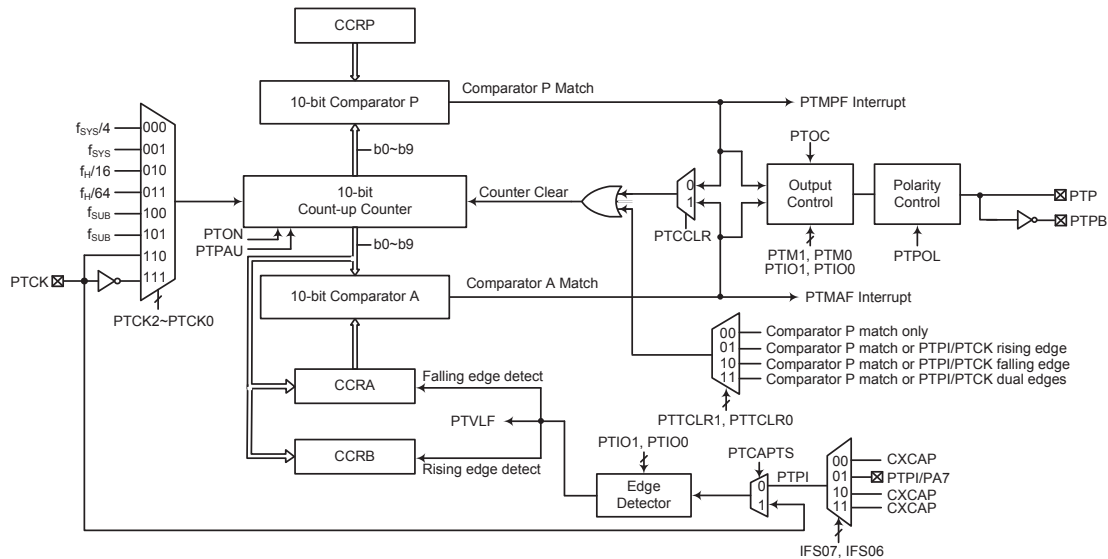 CCRP
10-bit Comparator P
Comparator P Match
PTMPF Interrupt
b0~b9
fSYS/4
000
fSYS
001
fH/16
010
fH/64
011
fSUB
100
fSUB
101
110
111
PTCK
PTCK2~PTCK0
10-bit
Count-up Counter
Counter Clear
PTON
PTPAU
b0~b9
0
1
PTCCLR
PTOC
Output
Control
PTM1, PTM0
PTIO1, PTIO0
Polarity
Control
PTPOL
PTP
PTPB
10-bit Comparator A
Comparator A Match
PTMAF Interrupt
00
Comparator P match only
01
Comparator P match or PTPI/PTCK rising edge
10
Comparator P match or PTPI/PTCK falling edge
11
Comparator P match or PTPI/PTCK dual edges
PTTCLR1, PTTCLR0
CCRA
Falling edge detect
PTVLF
CCRB
Rising edge detect
PTIO1, PTIO0
Edge
Detector
PTCAPTS
0
1
PTPI
00
CXCAP
01
PTPI/PA7
10
CXCAP
11
CXCAP
IFS07, IFS06